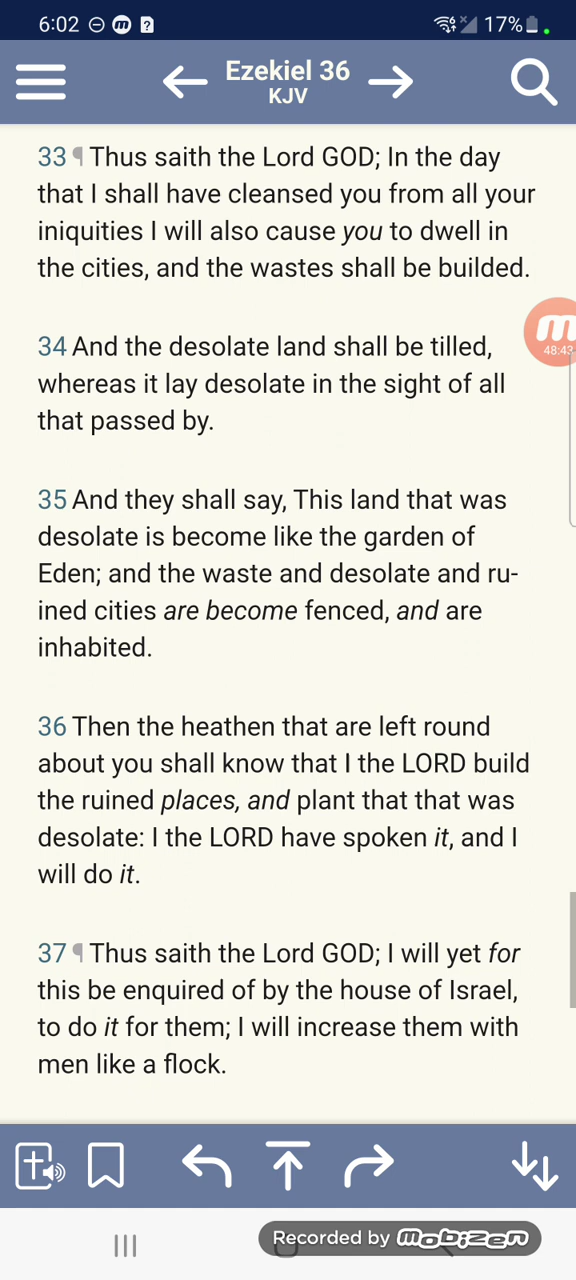 6:02 17%
Ezekiel 36
KJV
33 ¶ Thus saith the Lord GOD; In the day
that I shall have cleansed you from all your
iniquities I will also cause you to dwell in
the cities, and the wastes shall be builded.
34 And the desolate land shall be tilled,
whereas it lay desolate in the sight of all
that passed by.
m
48:43
35 And they shall say, This land that was
desolate is become like the garden of
Eden; and the waste and desolate and ru-
ined cities are become fenced, and are
inhabited.
36 Then the heathen that are left round
about you shall know that I the LORD build
the ruined places, and plant that that was
desolate: I the LORD have spoken it, and I
will do it.
37 ¶ Thus saith the Lord GOD; I will yet for
this be enquired of by the house of Israel,
to do it for them; I will increase them with
men like a flock.
Recorded by mobizen